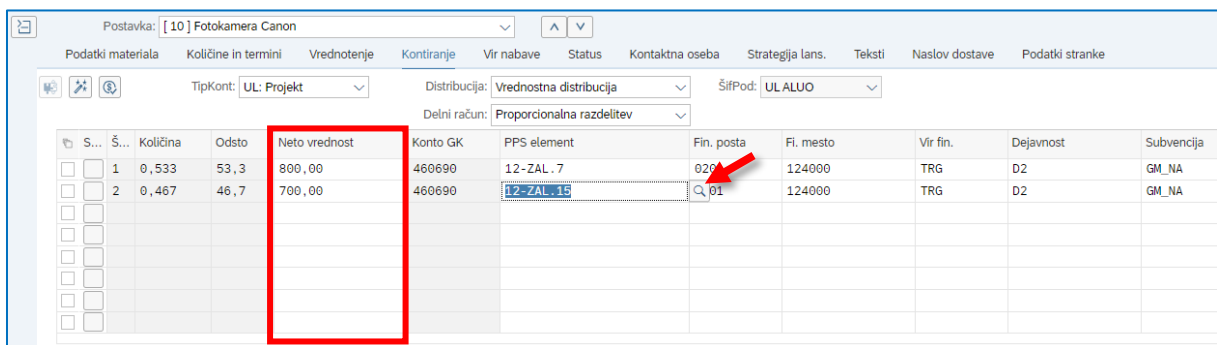 Postavka: [ 10 ] Fotokamera Canon
Podatki materiala Količine in termini Vrednotenje Kontiranje Vir nabave Status Kontaktna oseba Strategija lans. Teksti Naslov dostave Podatki stranke
TipKont: UL: Projekt Distribucija: Vrednostna distribucija ŠifPod: UL ALUO
Delni račun: Proporcionalna razdelitev
S... Š... Količina Odsto Neto vrednost Konto GK PPS element Fin. posta Fi. mesto Vir fin. Dejavnost Subvencija
1 0,533 53,3 800,00 460690 12-ZAL.7 020 124000 TRG D2 GM_NA
2 0,467 46,7 700,00 460690 12-ZAL.15 01 124000 TRG D2 GM_NA